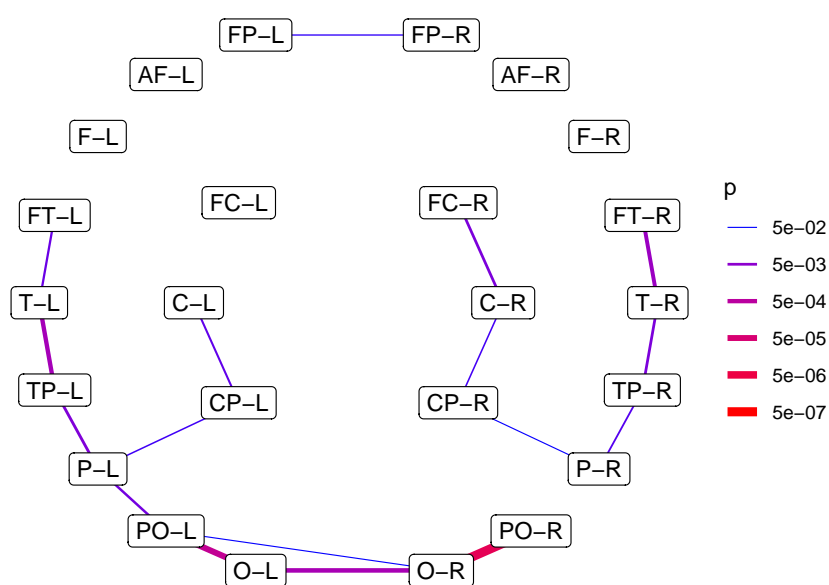 FP−L FP−R
AF−L AF−R
F−L F−R
FC−L FC−R
FT−L FT−R
T−L C−L C−R T−R
TP−L CP−L CP−R TP−R
P−L P−R
PO−L PO−R
O−L O−R
p
5e−02
5e−03
5e−04
5e−05
5e−06
5e−07